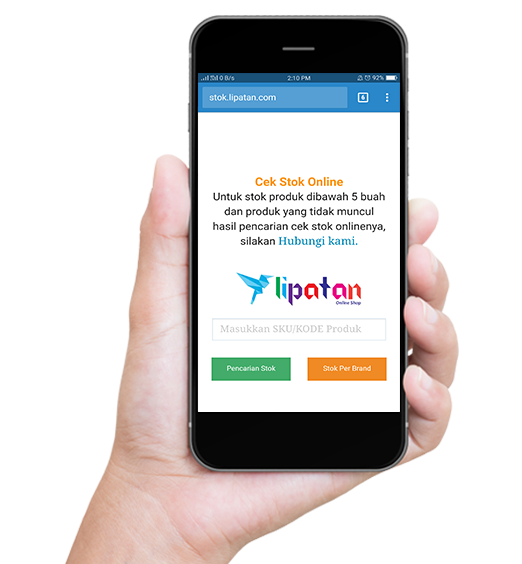 0 B/s 2:10 PM 92%
stok.lipatan.com 6
Cek Stok Online
Untuk stok produk dibawah 5 buah
dan produk yang tidak muncul
hasil pencarian cek stok onlinenya,
silakan Hubungi kami.
lipatan
Online Shop
Masukkan SKU/KODE Produk
Pencarian Stok Stok Per Brand